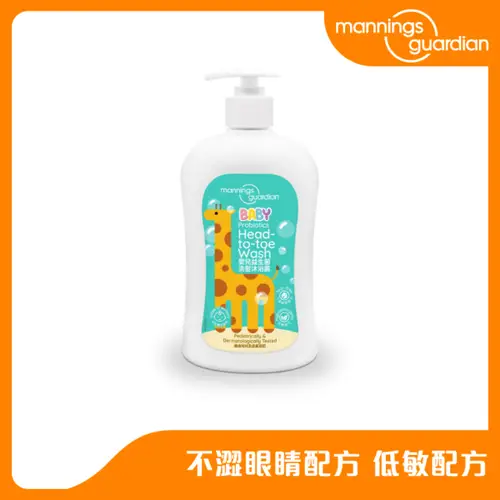 mannings
guardian
mannings
guardian
BABY
Probiotics
Head-
to-toe
Wash
嬰兒益生菌
洗髮沐浴露
Pediatrically &
Dermatologically Tested
不澀眼睛配方 低敏配方